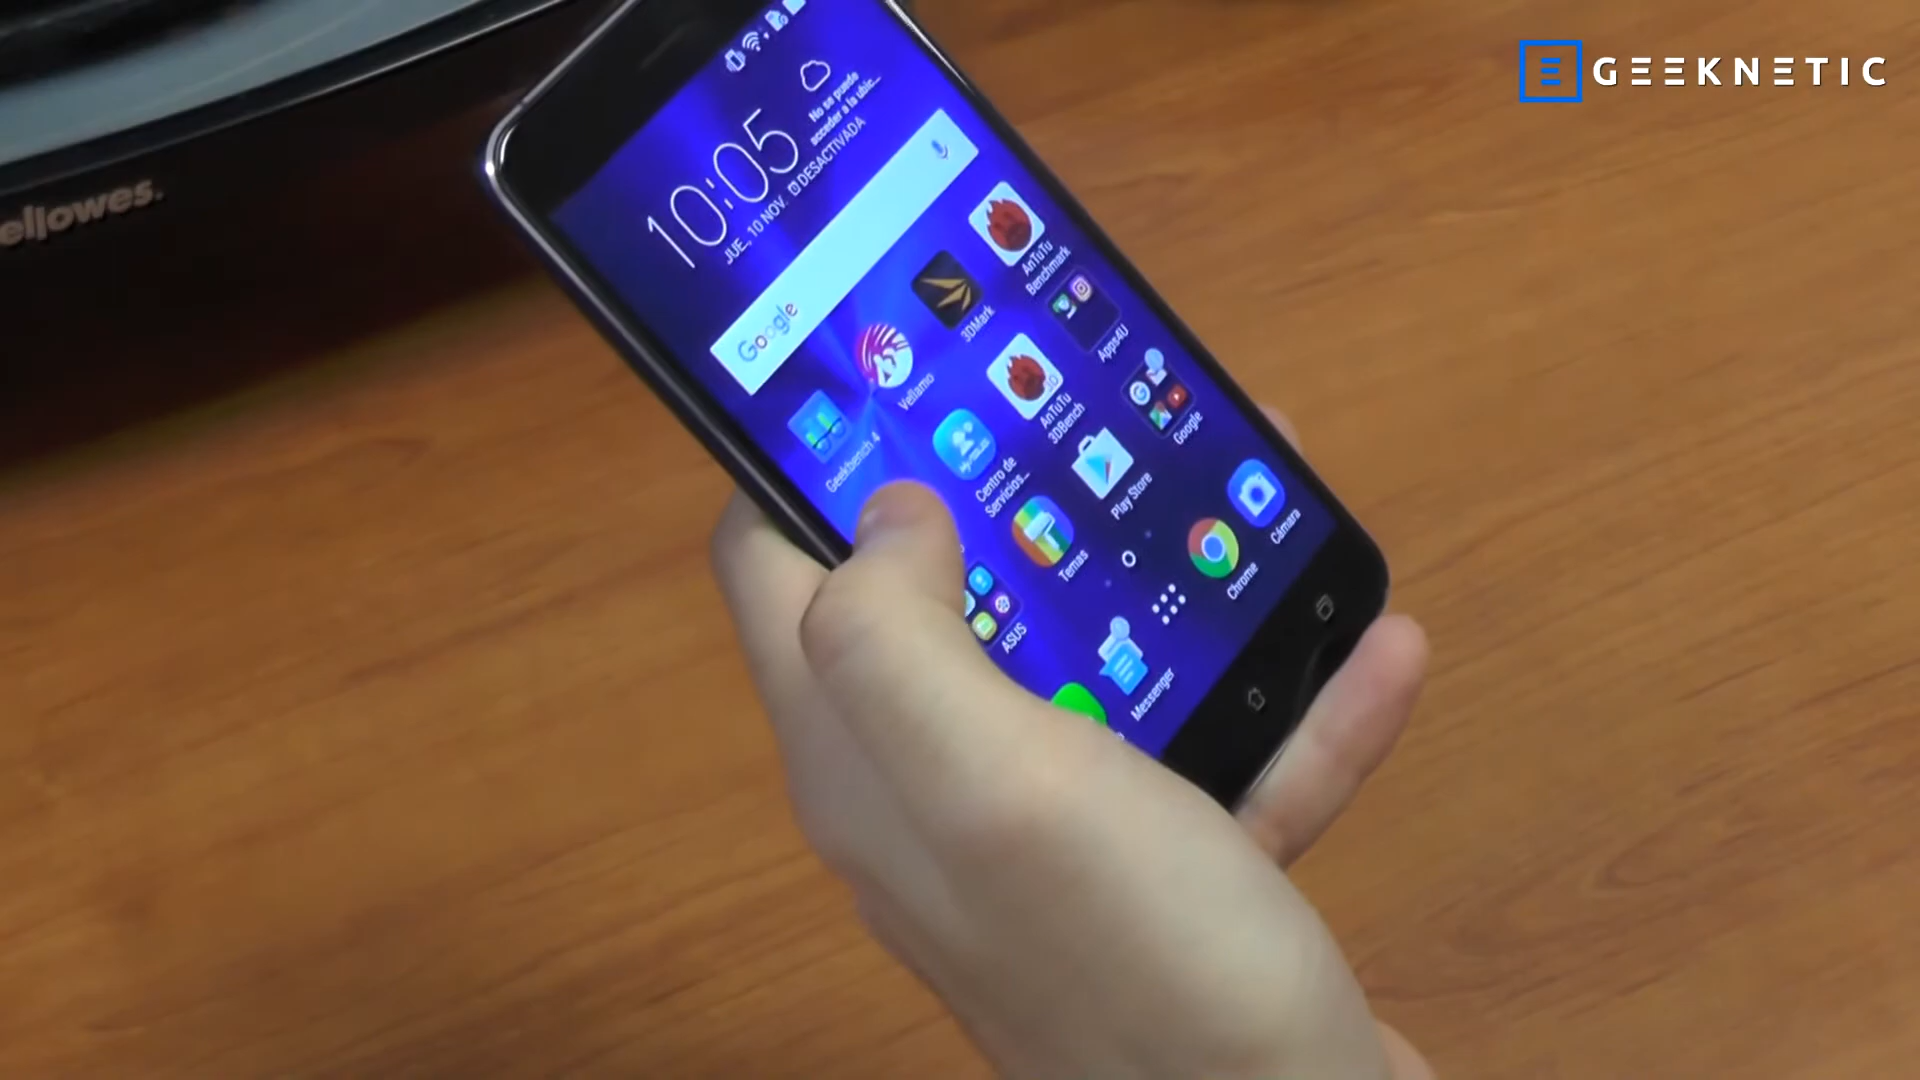 GEEKNETIC
ellowes.
10:05
No se puede
acceder a la ubic...
JUE, 10 NOV. DESACTIVADA
Google
Geekbench 4
Vellamo
3DMark
AnTuTu
Benchmark
Centro de
Servicios...
AnTuTu
3DBench
Apps4U
ASUS
Temas
Play Store
Google
Messenger
Chrome
Cámara